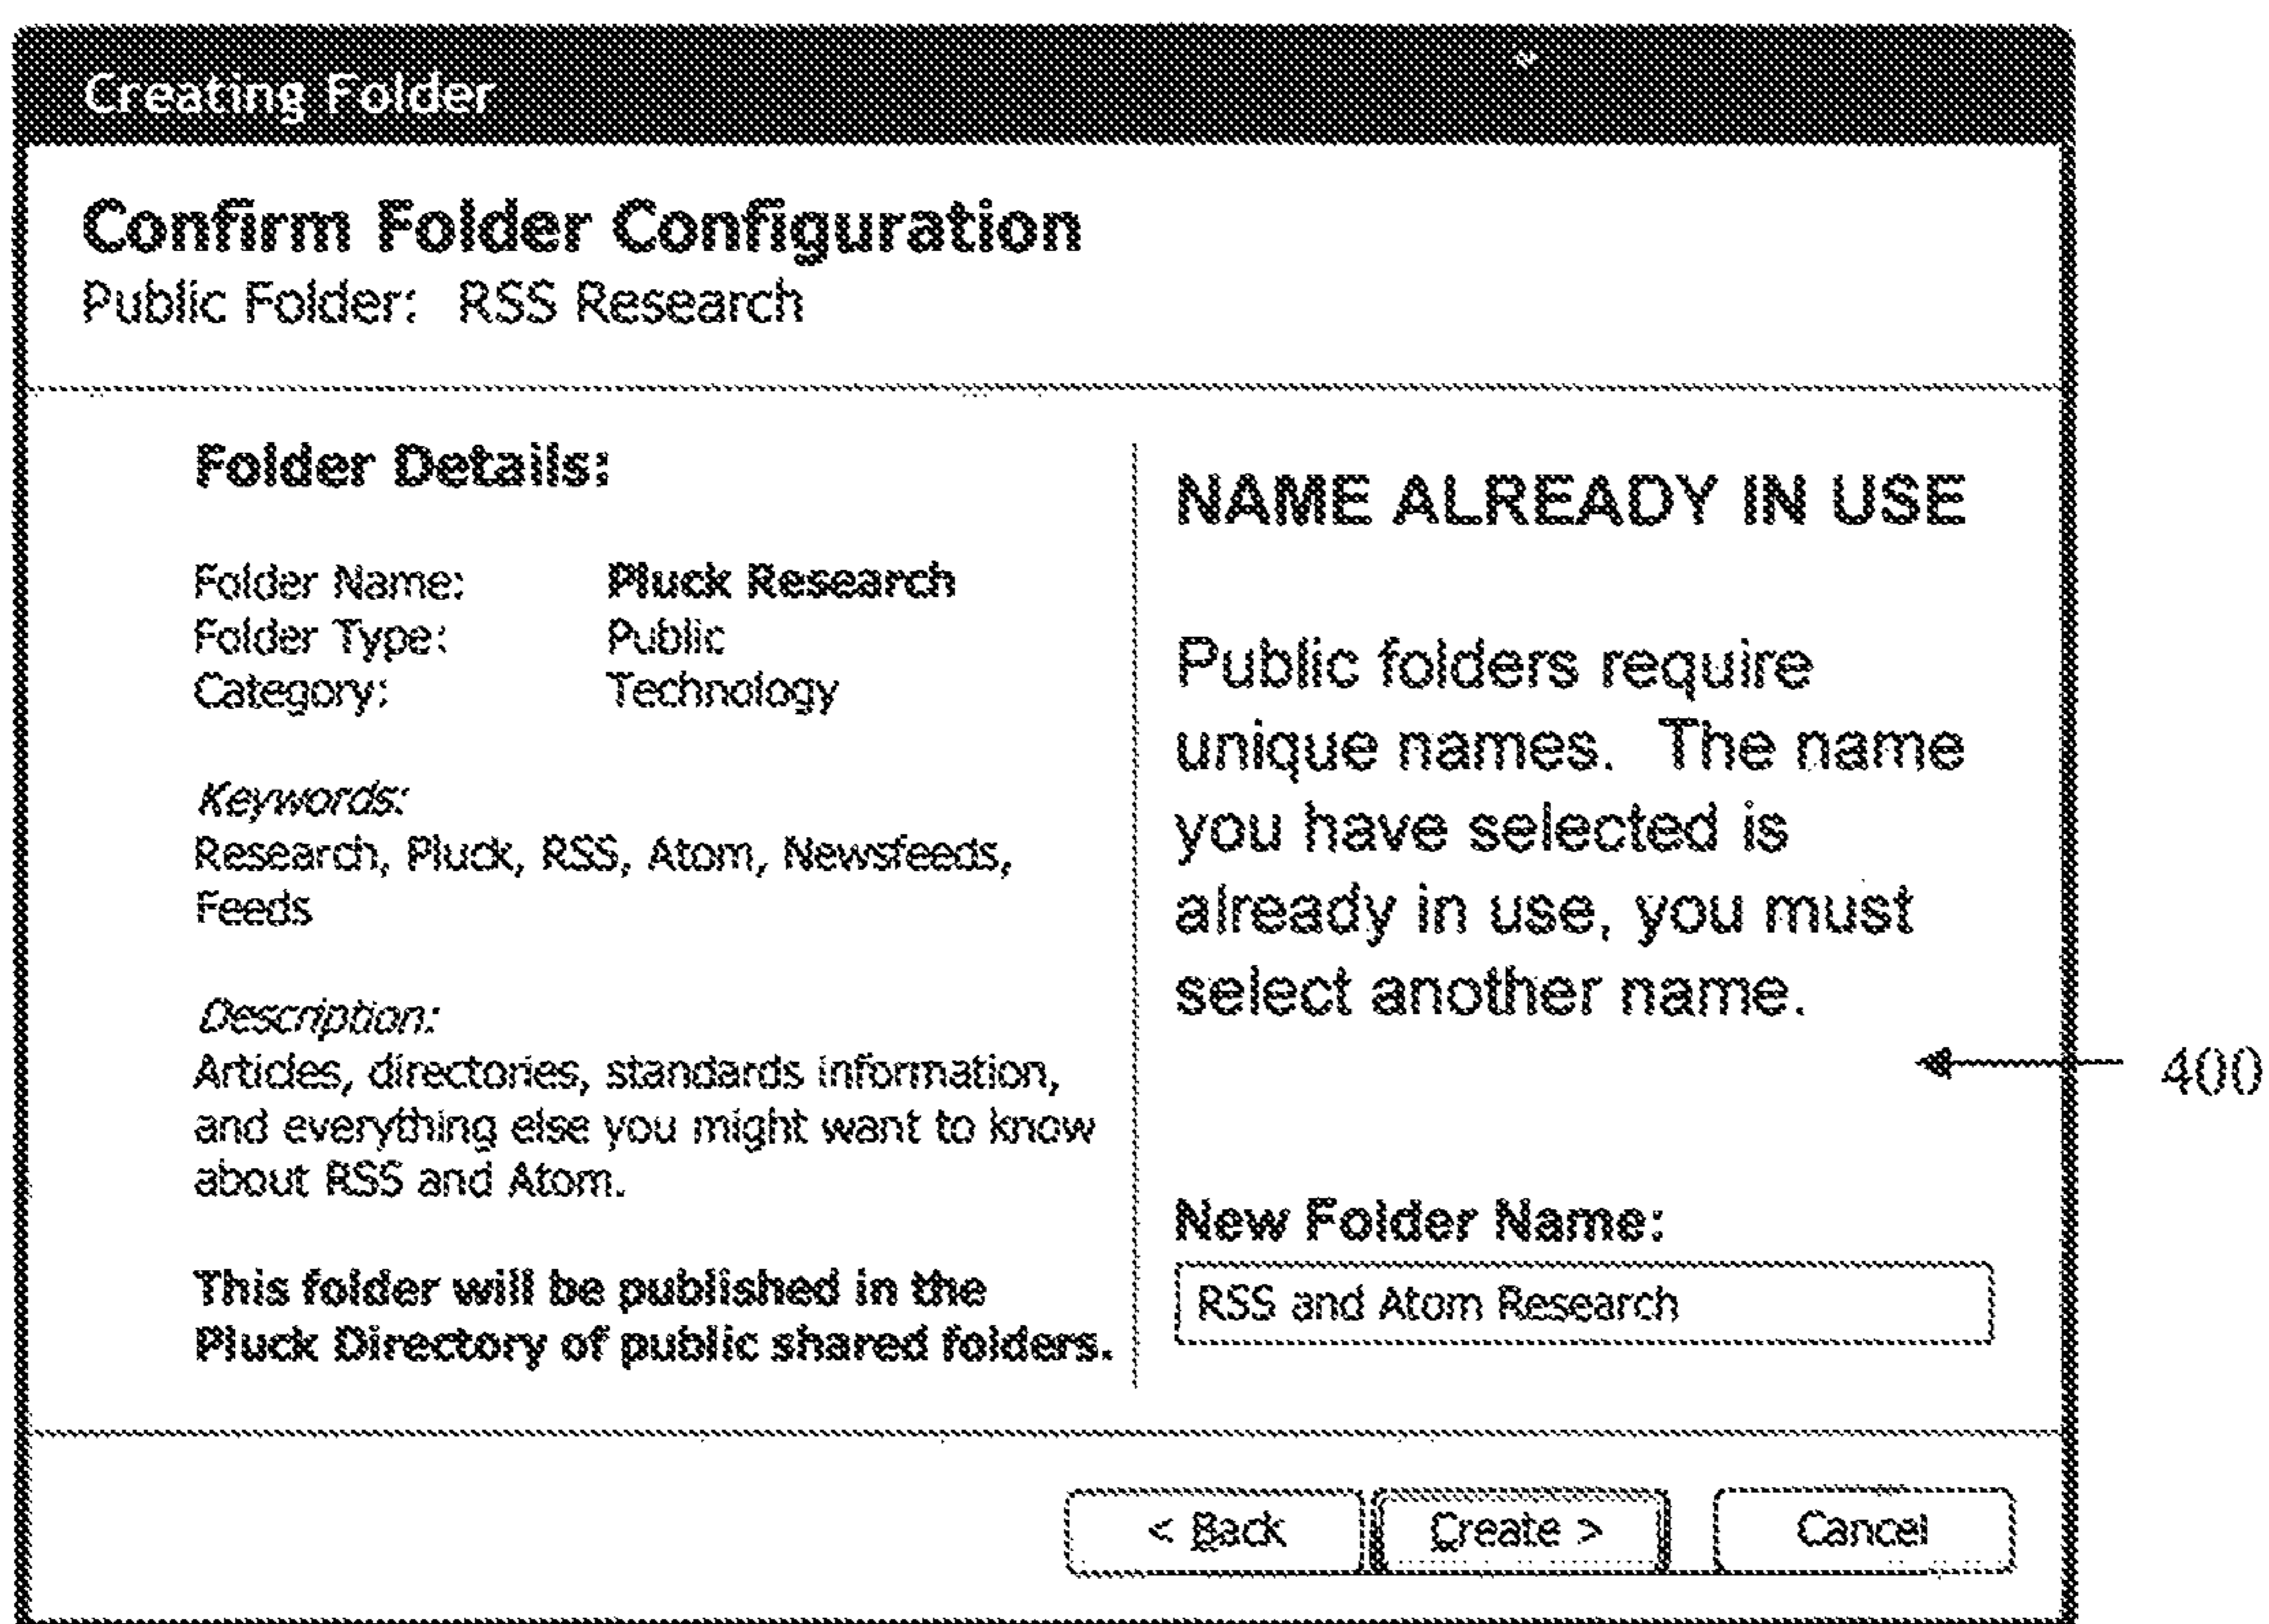 Creating Folder
Confirm Folder Configuration
Public Folder: RSS Research
Folder Details:
Folder Name: Pluck Research
Folder Type: Public
Category: Technology
Keywords:
Research, Pluck, RSS, Atom, Newsfeeds,
Feeds
Description:
Articles, directories, standards information,
and everything else you might want to know
about RSS and Atom.
This folder will be published in the
Pluck Directory of public shared folders.
NAME ALREADY IN USE
Public folders require
unique names. The name
you have selected is
already in use, you must
select another name.
400
New Folder Name:
RSS and Atom Research
< Back Create > Cancel